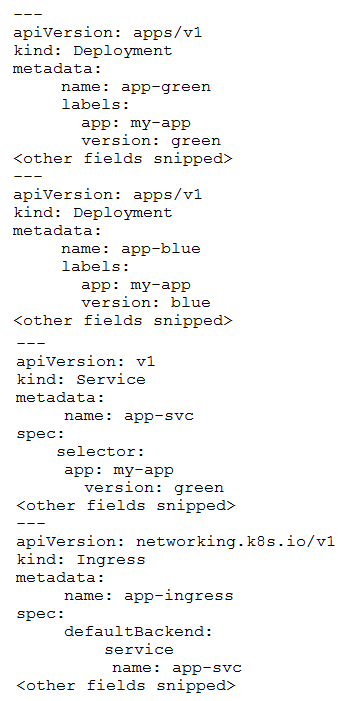 ---
apiVersion: apps/v1
kind: Deployment
metadata:
     name: app-green
     labels:
       app: my-app
       version: green
<other fields snipped>
---
apiVersion: apps/v1
kind: Deployment
metadata:
     name: app-blue
     labels:
       app: my-app
       version: blue
<other fields snipped>
---
apiVersion: v1
kind: Service
metadata:
     name: app-svc
spec:
    selector:
     app: my-app
       version: green
<other fields snipped>
---
apiVersion: networking.k8s.io/v1
kind: Ingress
metadata:
     name: app-ingress
spec:
     defaultBackend:
         service
          name: app-svc
<other fields snipped>